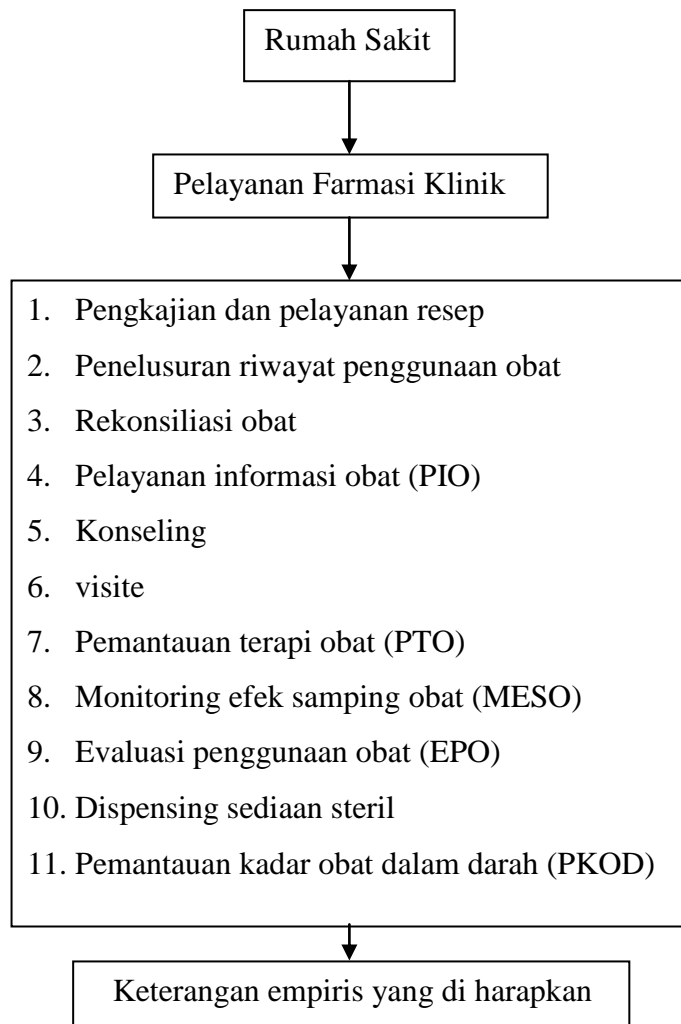 Rumah Sakit
Pelayanan Farmasi Klinik
1. Pengkajian dan pelayanan resep
2. Penelusuran riwayat penggunaan obat
3. Rekonsiliasi obat
4. Pelayanan informasi obat (PIO)
5. Konseling
6. visite
7. Pemantauan terapi obat (PTO)
8. Monitoring efek samping obat (MESO)
9. Evaluasi penggunaan obat (EPO)
10. Dispensing sediaan steril
11. Pemantauan kadar obat dalam darah (PKOD)
Keterangan empiris yang di harapkan